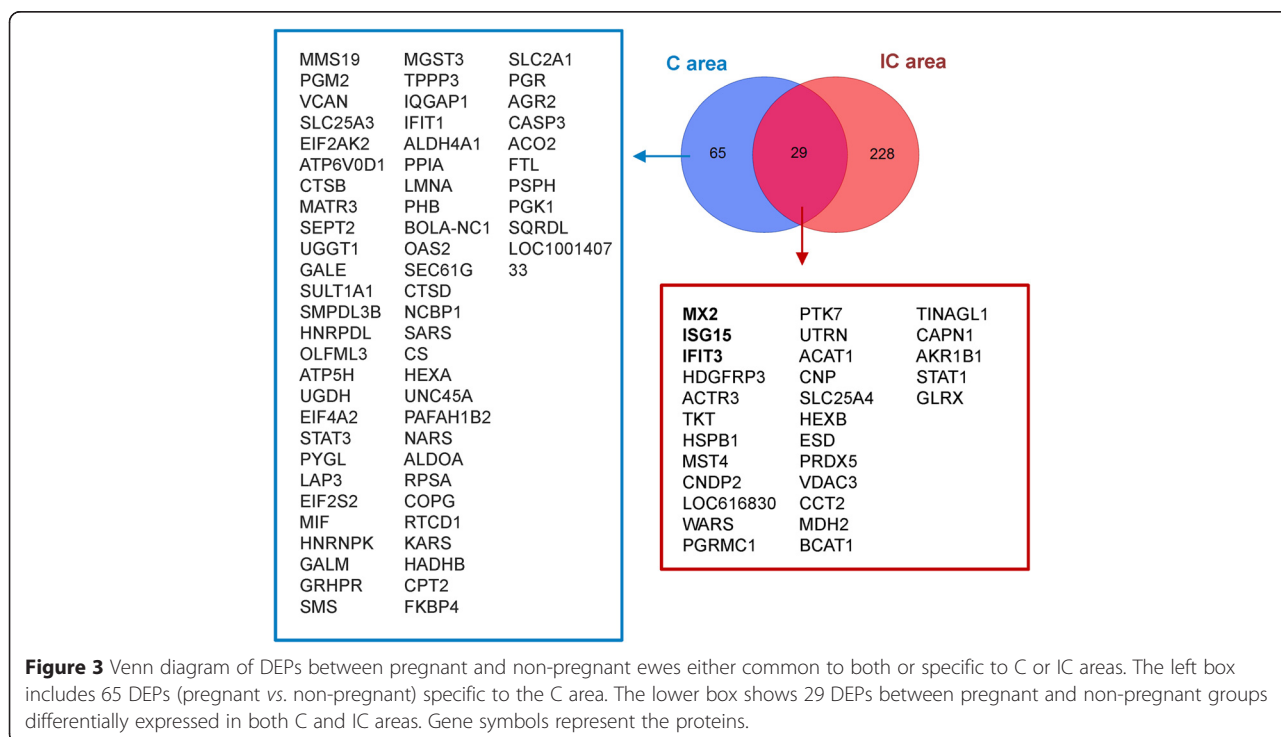 MMS19 MGST3 SLC2A1
PGM2 TPPP3 PGR
VCAN IQGAP1 AGR2
SLC25A3 IFIT1 CASP3
EIF2AK2 ALDH4A1 ACO2
ATP6V0D1 PPIA FTL
CTSB LMNA PSPH
MATR3 PHB PGK1
SEPT2 BOLA-NC1 SQRDL
UGGT1 OAS2 LOC1001407
GALE SEC61G 33
SULT1A1 CTSD
SMPDL3B NCBP1
HNRPDL SARS
OLFML3 CS
ATP5H HEXA
UGDH UNC45A
EIF4A2 PAFAH1B2
STAT3 NARS
PYGL ALDOA
LAP3 RPSA
EIF2S2 COPG
MIF RTCD1
HNRNPK KARS
GALM HADHB
GRHPR CPT2
SMS FKBP4
C area IC area
65 29 228
MX2 PTK7 TINAGL1
ISG15 UTRN CAPN1
IFIT3 ACAT1 AKR1B1
HDGFRP3 CNP STAT1
ACTR3 SLC25A4 GLRX
TKT HEXB
HSPB1 ESD
MST4 PRDX5
CNDP2 VDAC3
LOC616830 CCT2
WARS MDH2
PGRMC1 BCAT1
Figure 3 Venn diagram of DEPs between pregnant and non-pregnant ewes either common to both or specific to C or IC areas. The left box
includes 65 DEPs (pregnant vs. non-pregnant) specific to the C area. The lower box shows 29 DEPs between pregnant and non-pregnant groups
differentially expressed in both C and IC areas. Gene symbols represent the proteins.